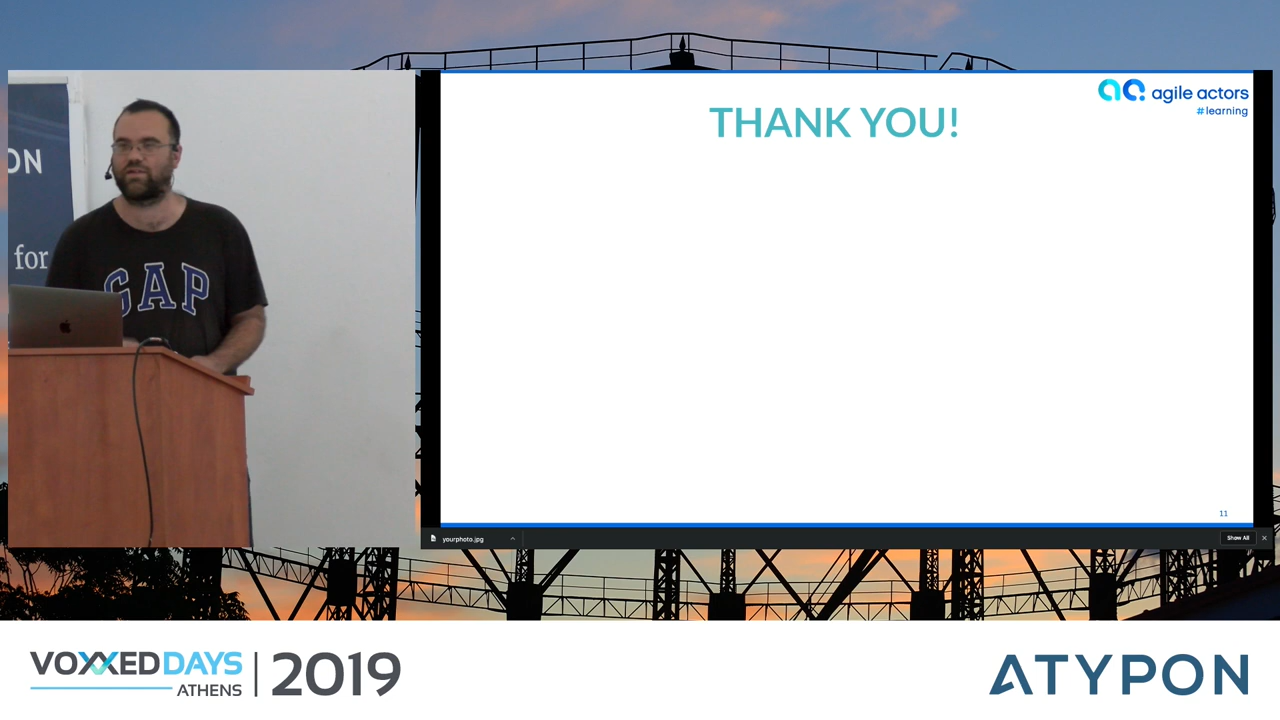 ON
for
GAP
agile actors
#learning
THANK YOU!
11
yourphoto.jpg
Show All
VOXXED DAYS
ATHENS
2019
ATYPON